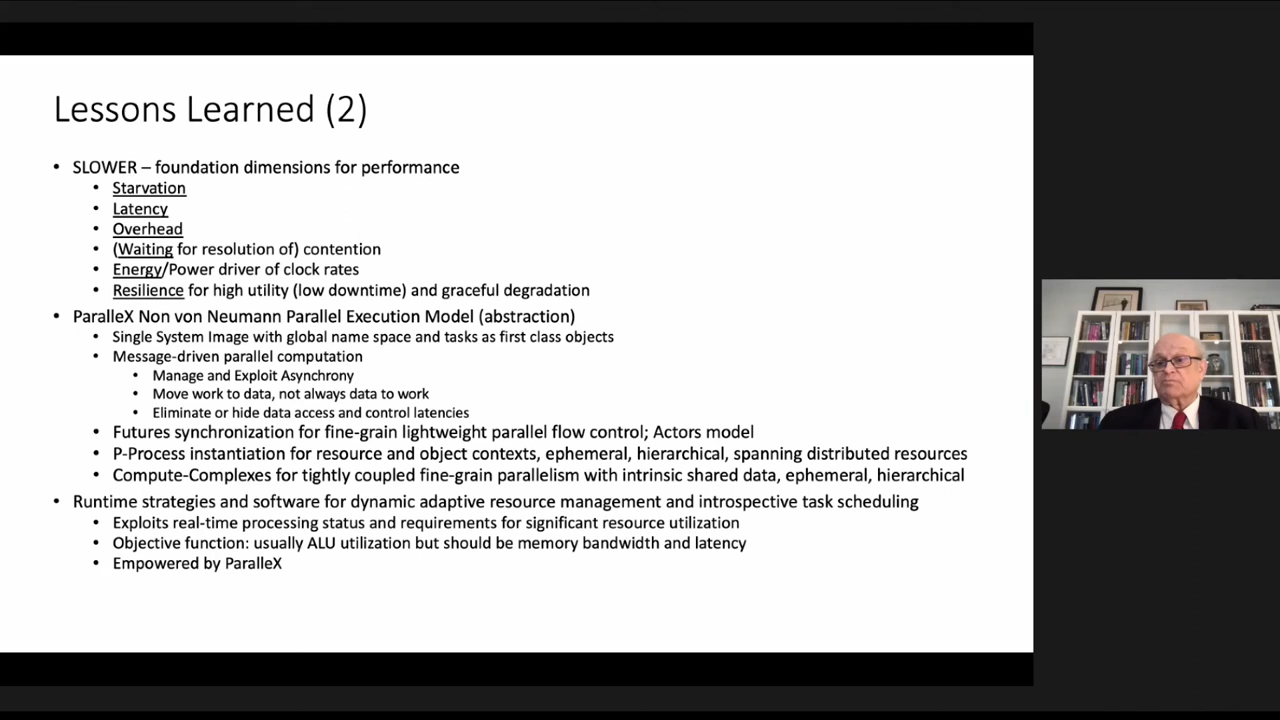 Lessons Learned (2)
• SLOWER – foundation dimensions for performance
• Starvation
• Latency
• Overhead
• (Waiting for resolution of) contention
• Energy/Power driver of clock rates
• Resilience for high utility (low downtime) and graceful degradation
• ParalleX Non von Neumann Parallel Execution Model (abstraction)
• Single System Image with global name space and tasks as first class objects
• Message-driven parallel computation
• Manage and Exploit Asynchrony
• Move work to data, not always data to work
• Eliminate or hide data access and control latencies
• Futures synchronization for fine-grain lightweight parallel flow control; Actors model
• P-Process instantiation for resource and object contexts, ephemeral, hierarchical, spanning distributed resources
• Compute-Complexes for tightly coupled fine-grain parallelism with intrinsic shared data, ephemeral, hierarchical
• Runtime strategies and software for dynamic adaptive resource management and introspective task scheduling
• Exploits real-time processing status and requirements for significant resource utilization
• Objective function: usually ALU utilization but should be memory bandwidth and latency
• Empowered by ParalleX